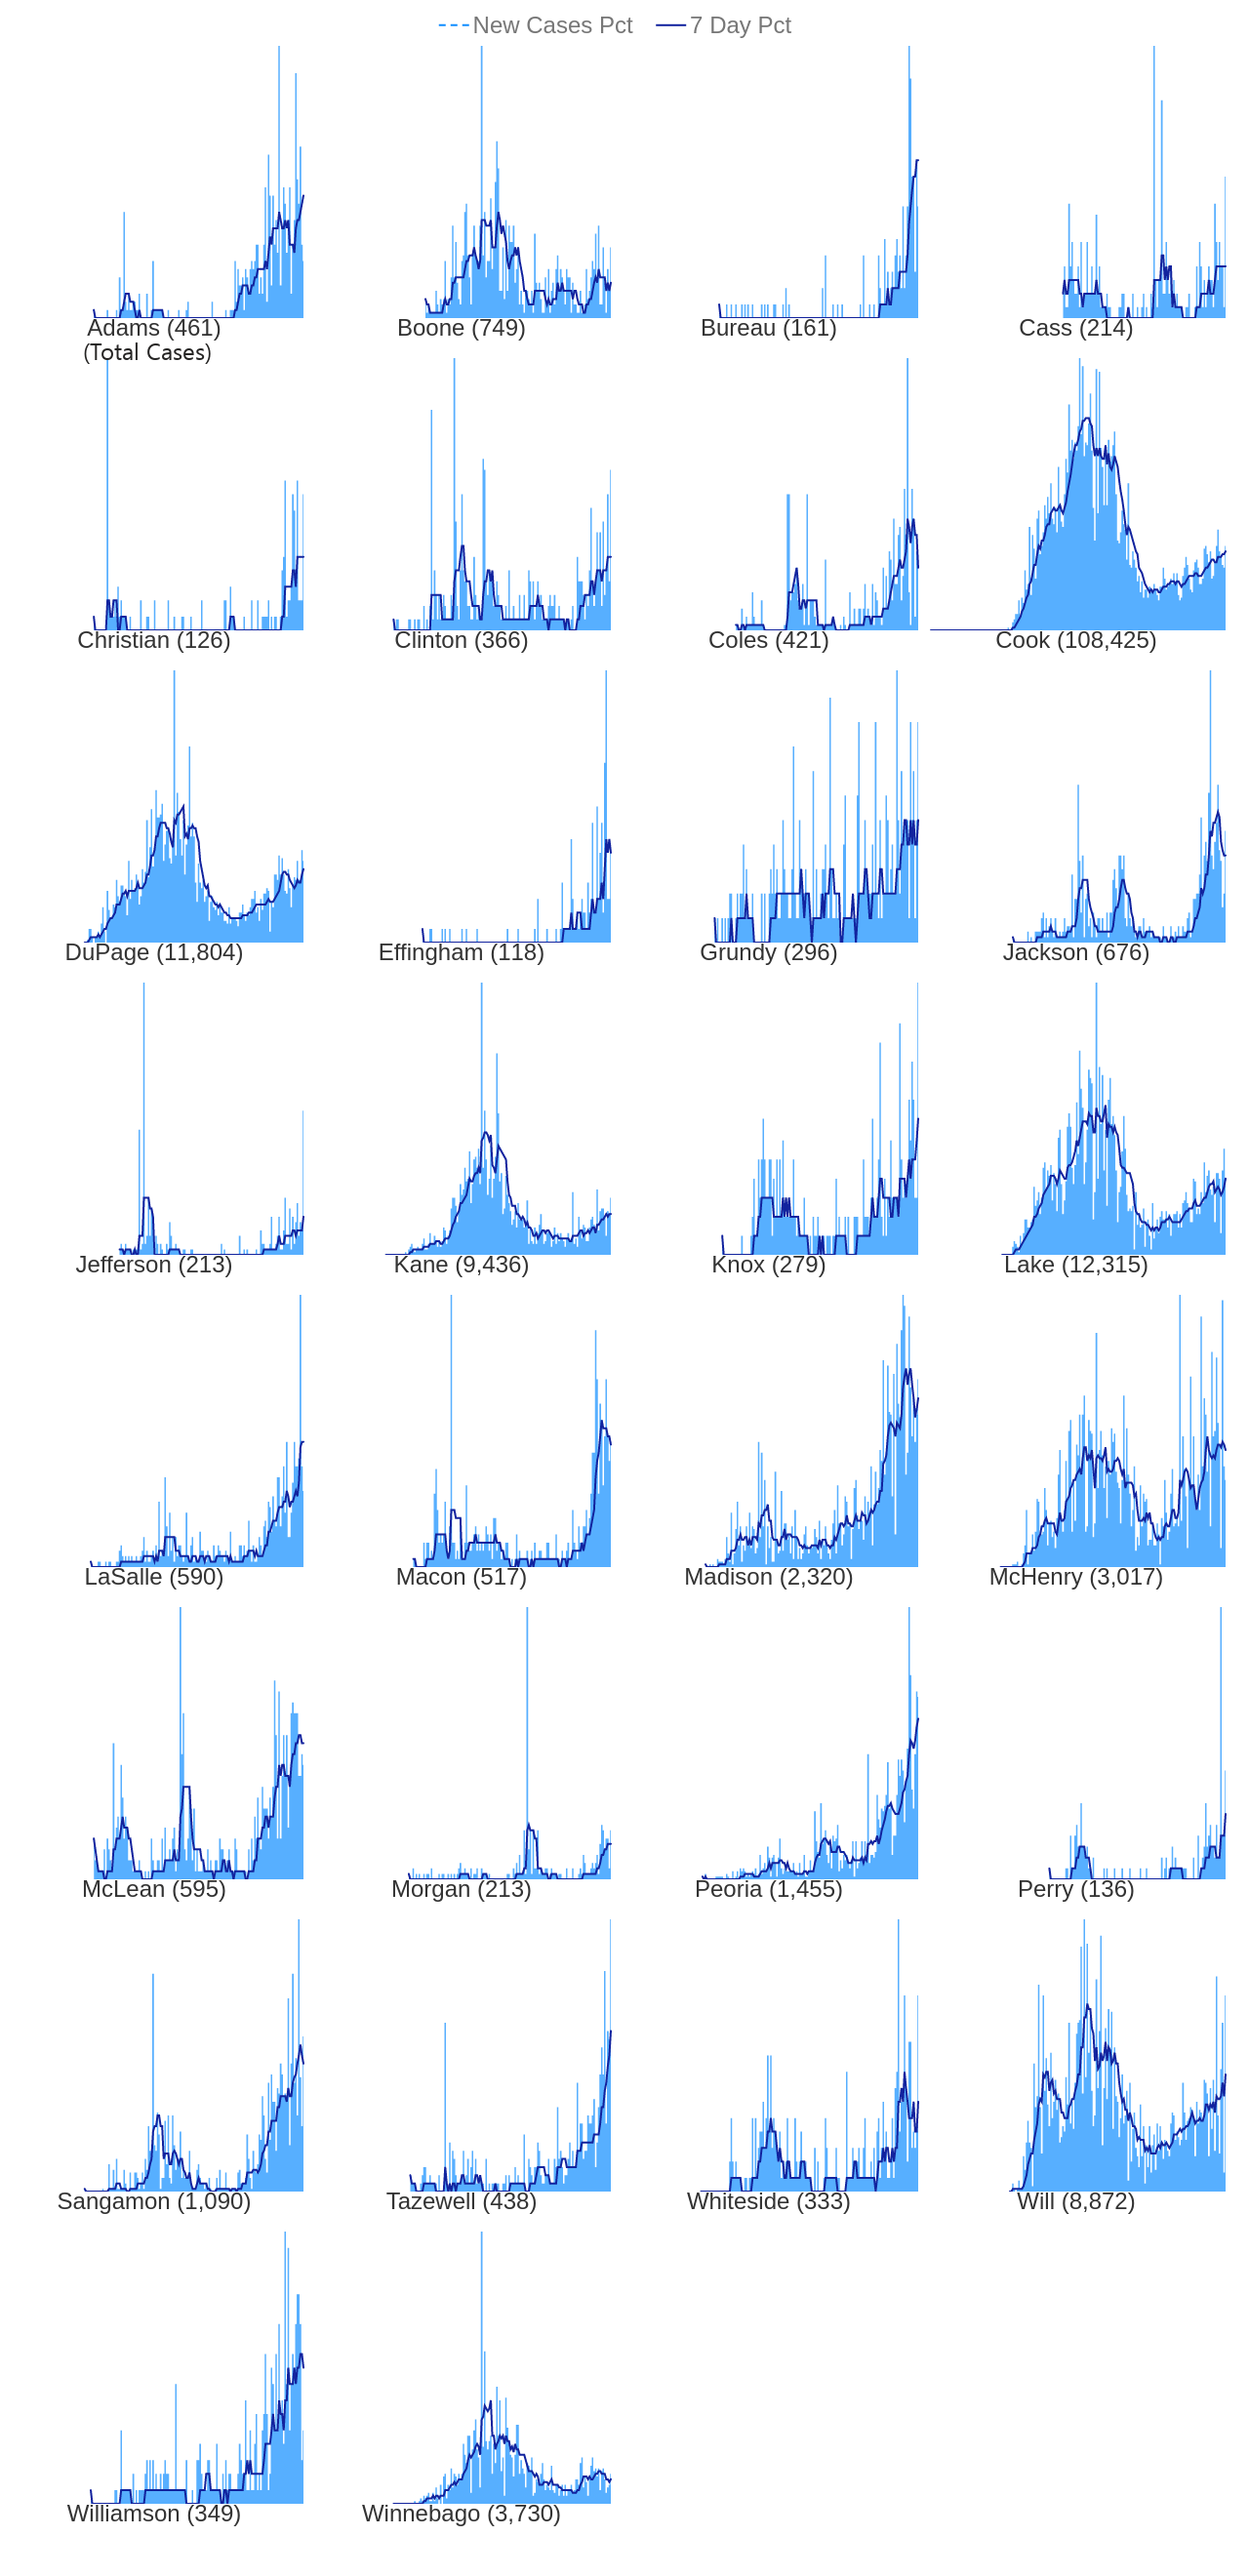 New Cases Pct 7 Day Pct
Adams (461) Boone (749) Bureau (161) Cass (214)
(Total Cases)
Christian (126) Clinton (366) Coles (421) Cook (108,425)
DuPage (11,804) Effingham (118) Grundy (296) Jackson (676)
Jefferson (213) Kane (9,436) Knox (279) Lake (12,315)
LaSalle (590) Macon (517) Madison (2,320) McHenry (3,017)
McLean (595) Morgan (213) Peoria (1,455) Perry (136)
Sangamon (1,090) Tazewell (438) Whiteside (333) Will (8,872)
Williamson (349) Winnebago (3,730)